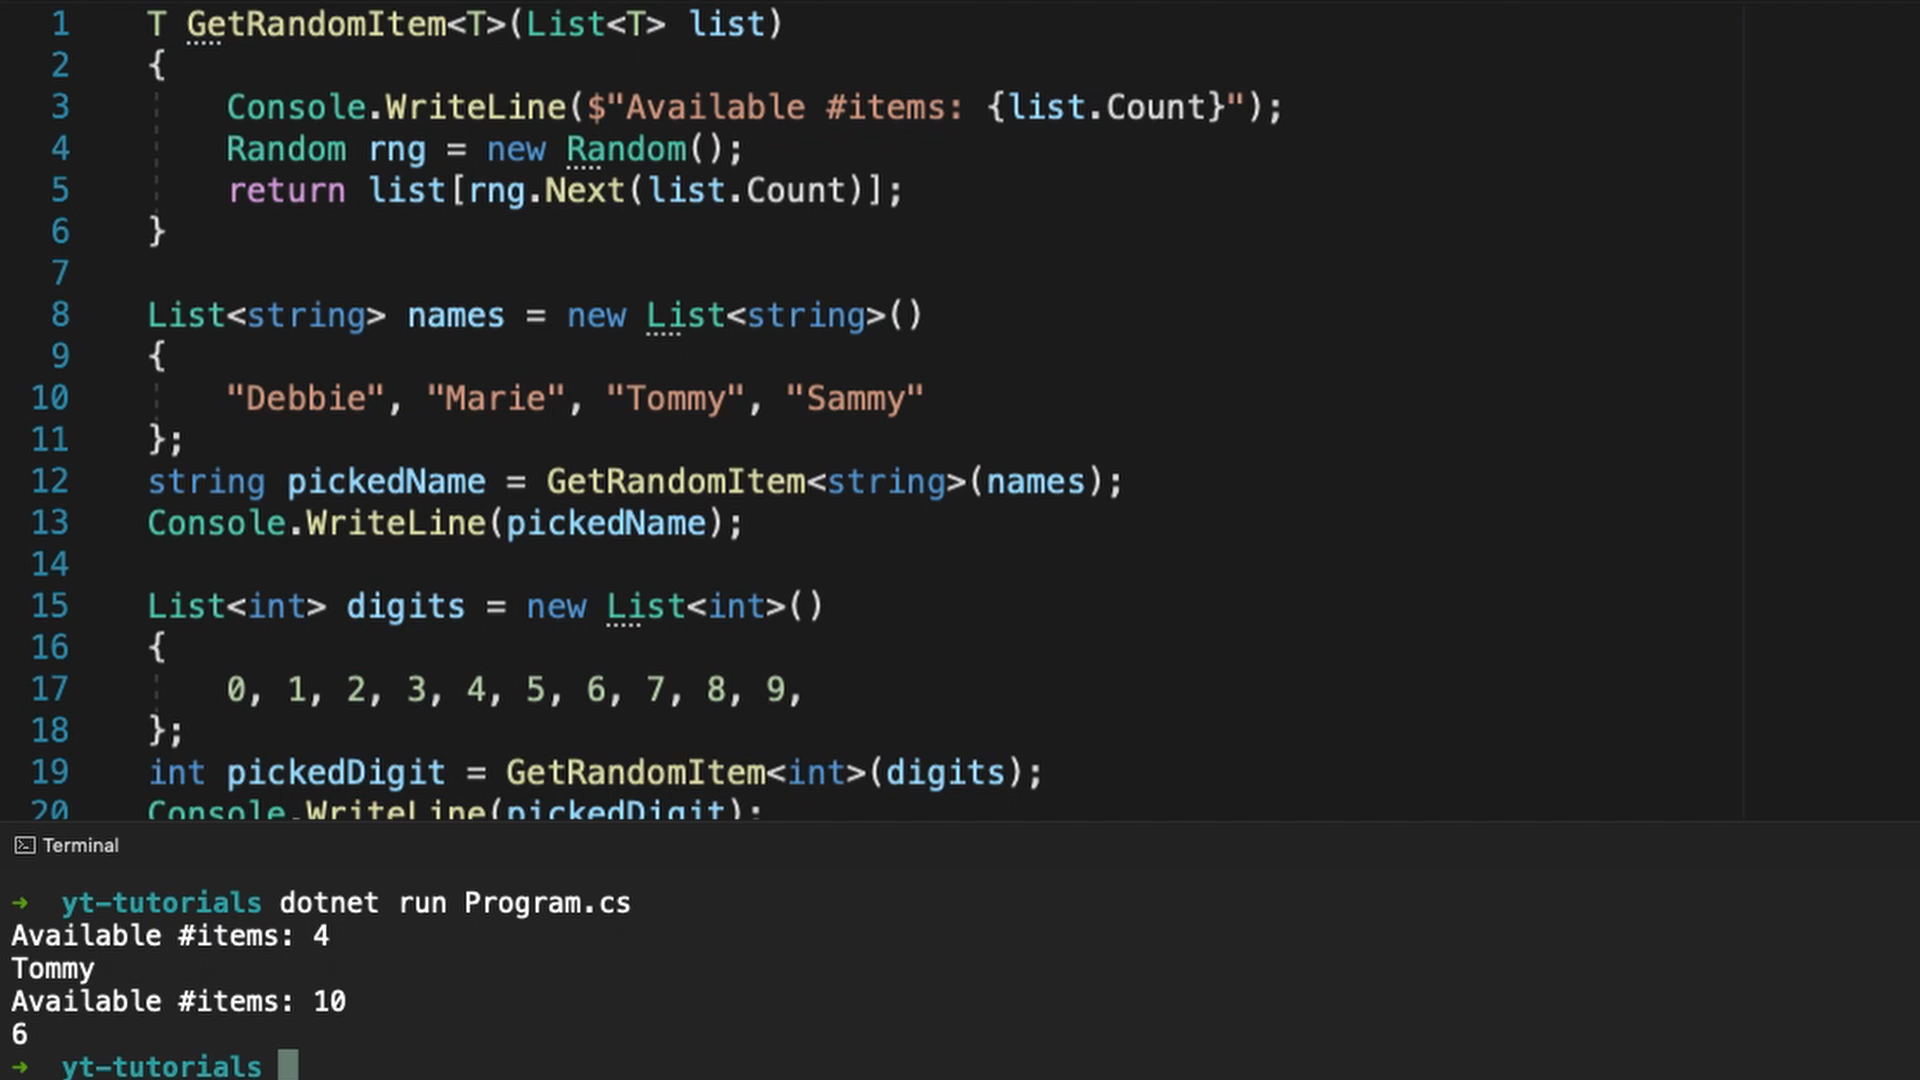 1 T GetRandomItem<T>(List<T> list)
2 {
3 Console.WriteLine($"Available #items: {list.Count}");
4 Random rng = new Random();
5 return list[rng.Next(list.Count)];
6 }
7
8 List<string> names = new List<string>()
9 {
10 "Debbie", "Marie", "Tommy", "Sammy"
11 };
12 string pickedName = GetRandomItem<string>(names);
13 Console.WriteLine(pickedName);
14
15 List<int> digits = new List<int>()
16 {
17 0, 1, 2, 3, 4, 5, 6, 7, 8, 9,
18 };
19 int pickedDigit = GetRandomItem<int>(digits);
20 Console.WriteLine(pickedDigit);
Terminal
➜ yt-tutorials dotnet run Program.cs
Available #items: 4
Tommy
Available #items: 10
6
➜ yt-tutorials